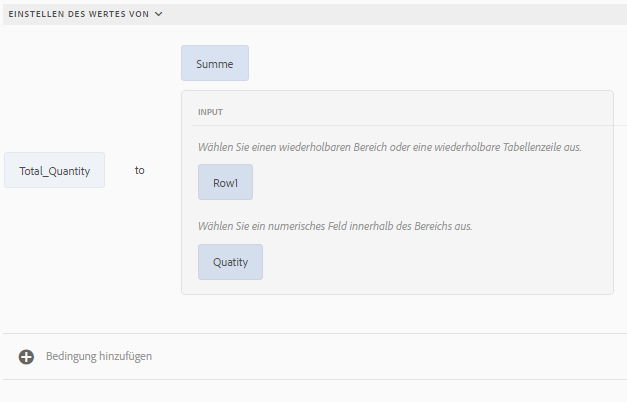 EINSTELLEN DES WERTES VON
Summe
INPUT
Wählen Sie einen wiederholbaren Bereich oder eine wiederholbare Tabellenzeile aus.
Total_Quantity to
Row1
Wählen Sie ein numerisches Feld innerhalb des Bereichs aus.
Quatity
Bedingung hinzufügen